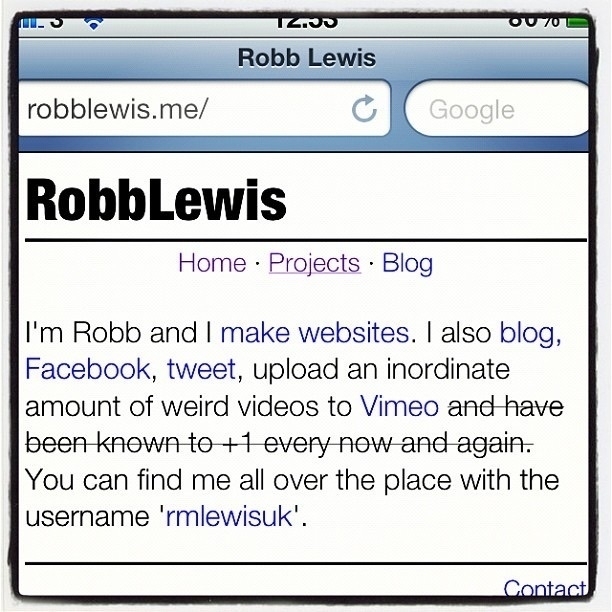 3 12:53 80%
Robb Lewis
robblewis.me/ Google
RobbLewis
Home · Projects · Blog
I'm Robb and I make websites. I also blog,
Facebook, tweet, upload an inordinate
amount of weird videos to Vimeo and have
been known to +1 every now and again.
You can find me all over the place with the
username 'rmlewisuk'.
Contact